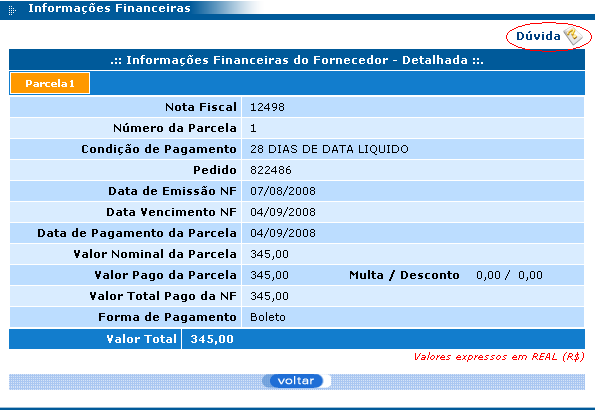 Informações Financeiras
Dúvida
.:: Informações Financeiras do Fornecedor - Detalhada ::.
Parcela 1
Nota Fiscal 12498
Número da Parcela 1
Condição de Pagamento 28 DIAS DE DATA LIQUIDO
Pedido 822486
Data de Emissão NF 07/08/2008
Data Vencimento NF 04/09/2008
Data de Pagamento da Parcela 04/09/2008
Valor Nominal da Parcela 345,00
Valor Pago da Parcela 345,00 Multa / Desconto 0,00 / 0,00
Valor Total Pago da NF 345,00
Forma de Pagamento Boleto
Valor Total 345,00
Valores expressos em REAL (R$)
voltar